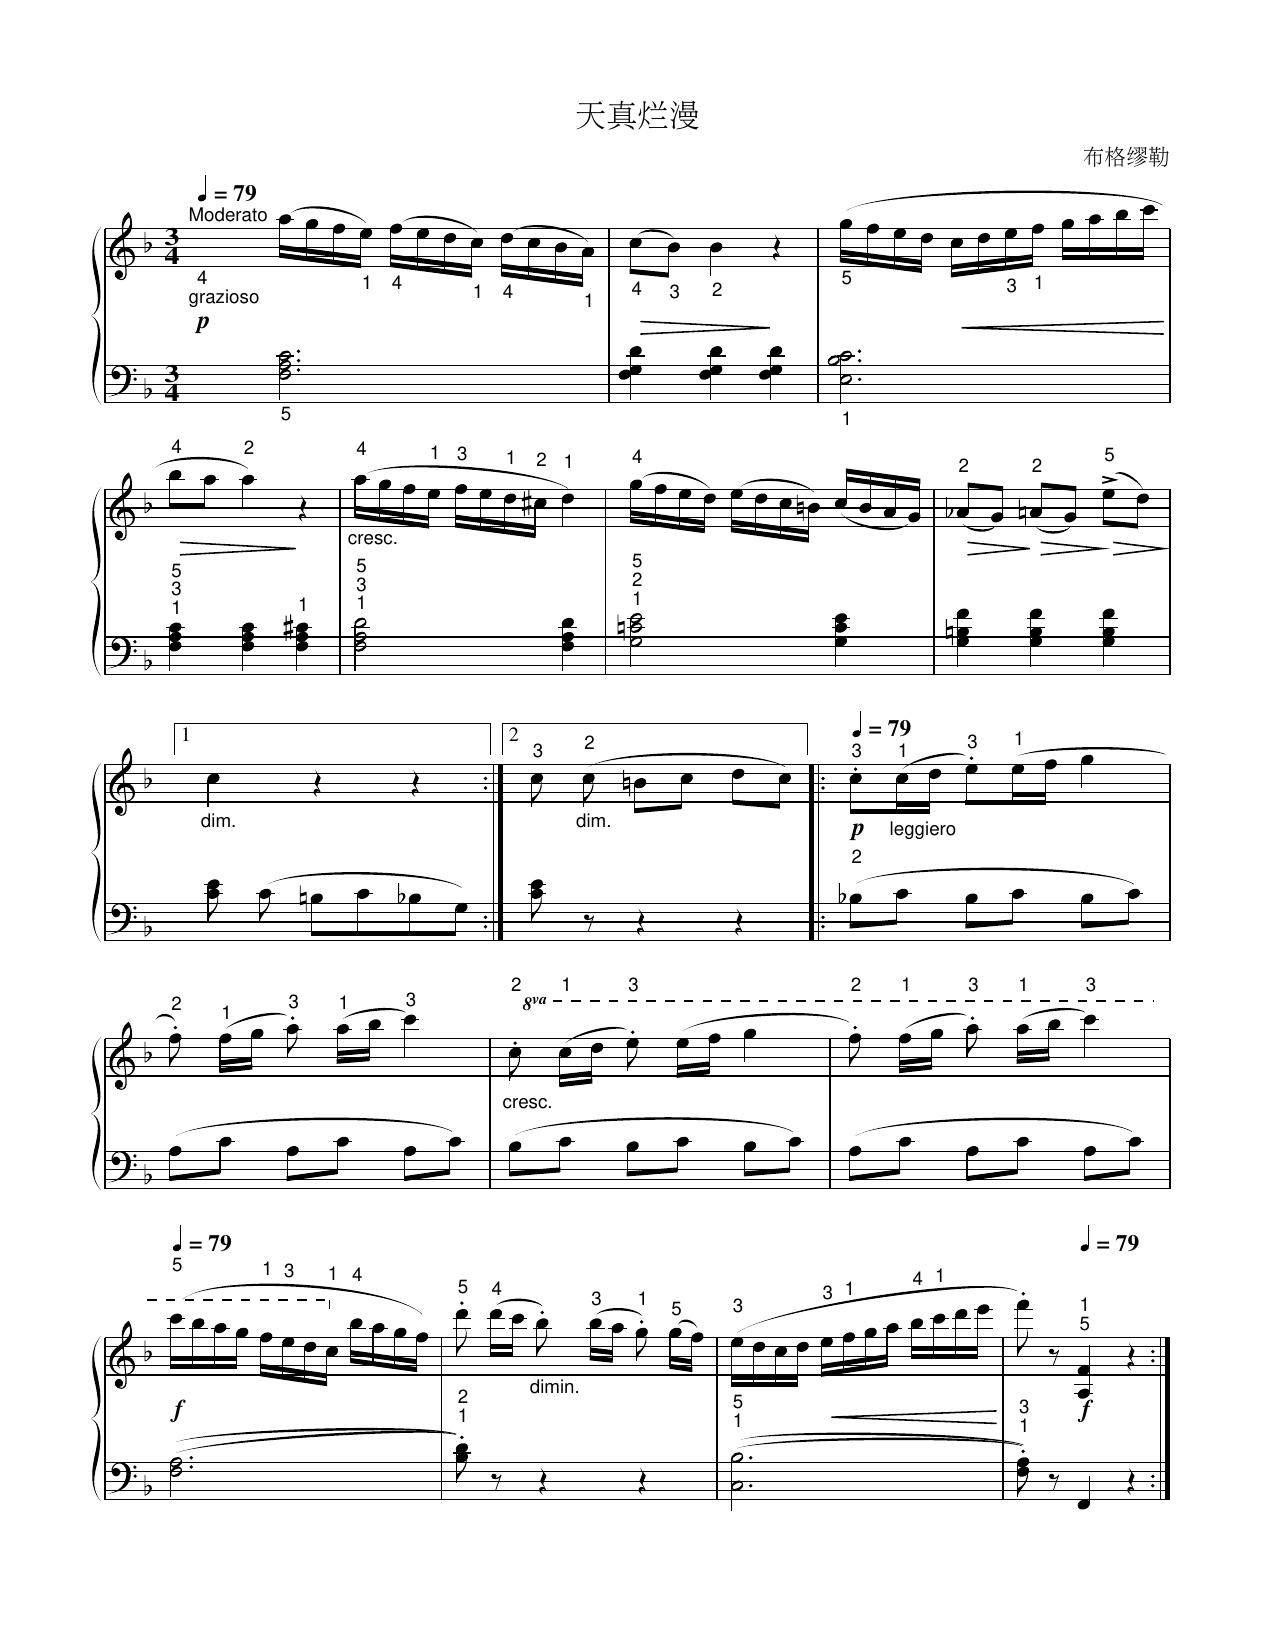 天真烂漫
布格缪勒
= 79
Moderato
3 4
4 1 4 1 4 1 4 3 2 5 3 1
grazioso
p
3 4
5 1
4 2 4 1 3 1 2 1 4 2 2 5
cresc.
5 3 1 1 5 3 1 5 2 1
1 2 = 79
3 2 3 1 3 1
dim. dim. p leggiero
2
2 1 3 1 3 2 8va 1 3 2 1 3 1 3
cresc.
= 79 = 79
5 1 3 1 4 5 4 3 1 5 3 3 1 4 1 1 5
f dimin. f
2 1 5 1 3 1